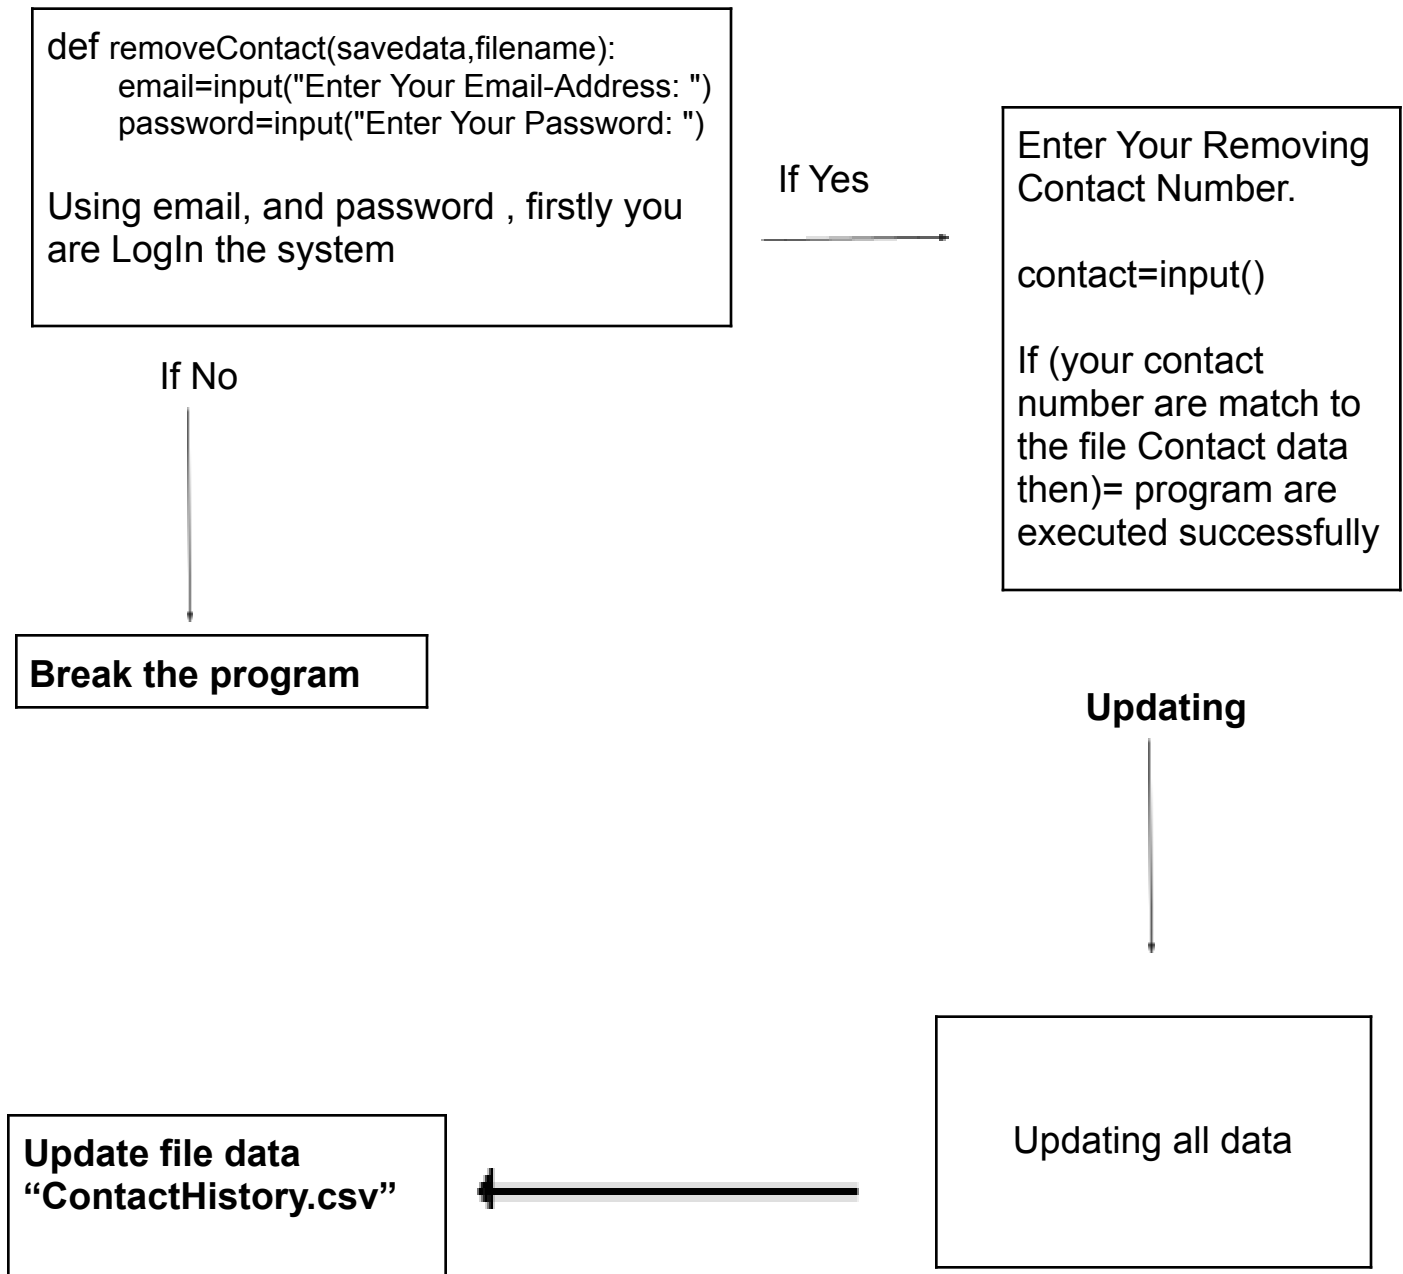 def removeContact(savedata,filename):
email=input("Enter Your Email-Address: ")
password=input("Enter Your Password: ")
Using email, and password , firstly you
are LogIn the system
If Yes
Enter Your Removing
Contact Number.
contact=input()
If (your contact
number are match to
the file Contact data
then)= program are
executed successfully
If No
Break the program
Updating
Updating all data
Update file data
“ContactHistory.csv”